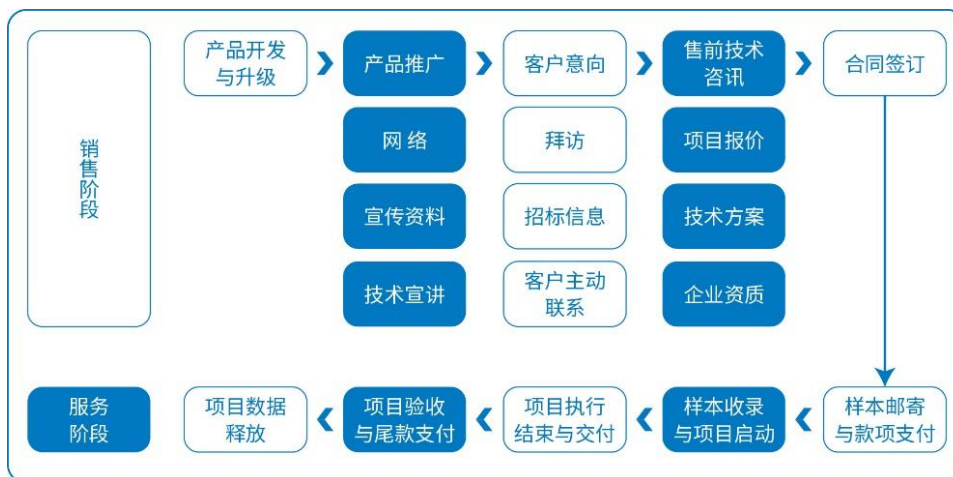 销售阶段
产品开发
与升级
产品推广
客户意向
售前技术
咨讯
合同签订
网 络
拜访
项目报价
宣传资料
招标信息
技术方案
技术宣讲
客户主动
联系
企业资质
服务
阶段
项目数据
释放
项目验收
与尾款支付
项目执行
结束与交付
样本收录
与项目启动
样本邮寄
与款项支付